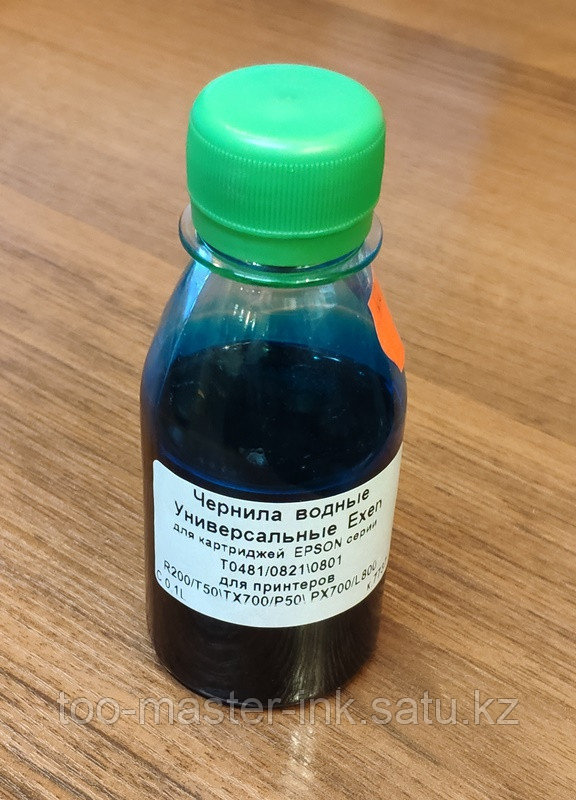 Чернила водные
Универсальные Exen
для картриджей EPSON серии
T0481/0821\0801
для принтеров
R200/T50\TX700/P50\ PX700/L800
C 0.1L
too-master-ink.satu.kz